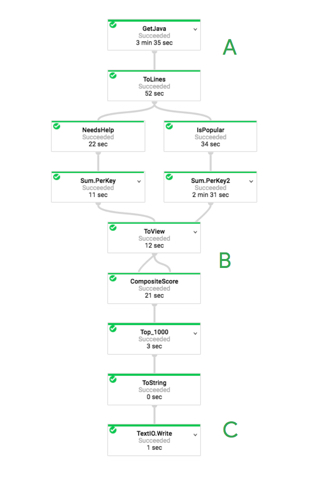 GetJava
Succeeded
3 min 35 sec
A
ToLines
Succeeded
52 sec
NeedsHelp
Succeeded
22 sec
IsPopular
Succeeded
34 sec
Sum.PerKey
Succeeded
11 sec
Sum.PerKey2
Succeeded
2 min 31 sec
ToView
Succeeded
12 sec
B
CompositeScore
Succeeded
21 sec
Top_1000
Succeeded
3 sec
ToString
Succeeded
0 sec
TextIO.Write
Succeeded
1 sec
C